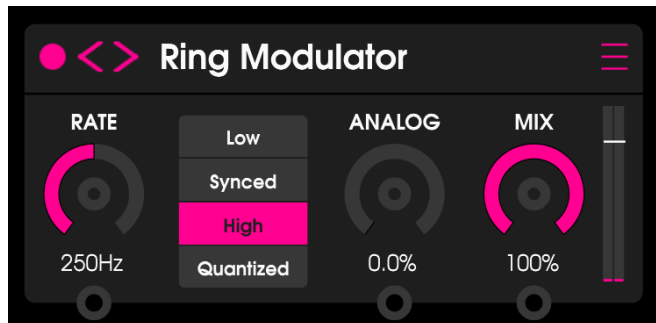 Ring Modulator
RATE
250Hz
Low
Synced
High
Quantized
ANALOG
0.0%
MIX
100%